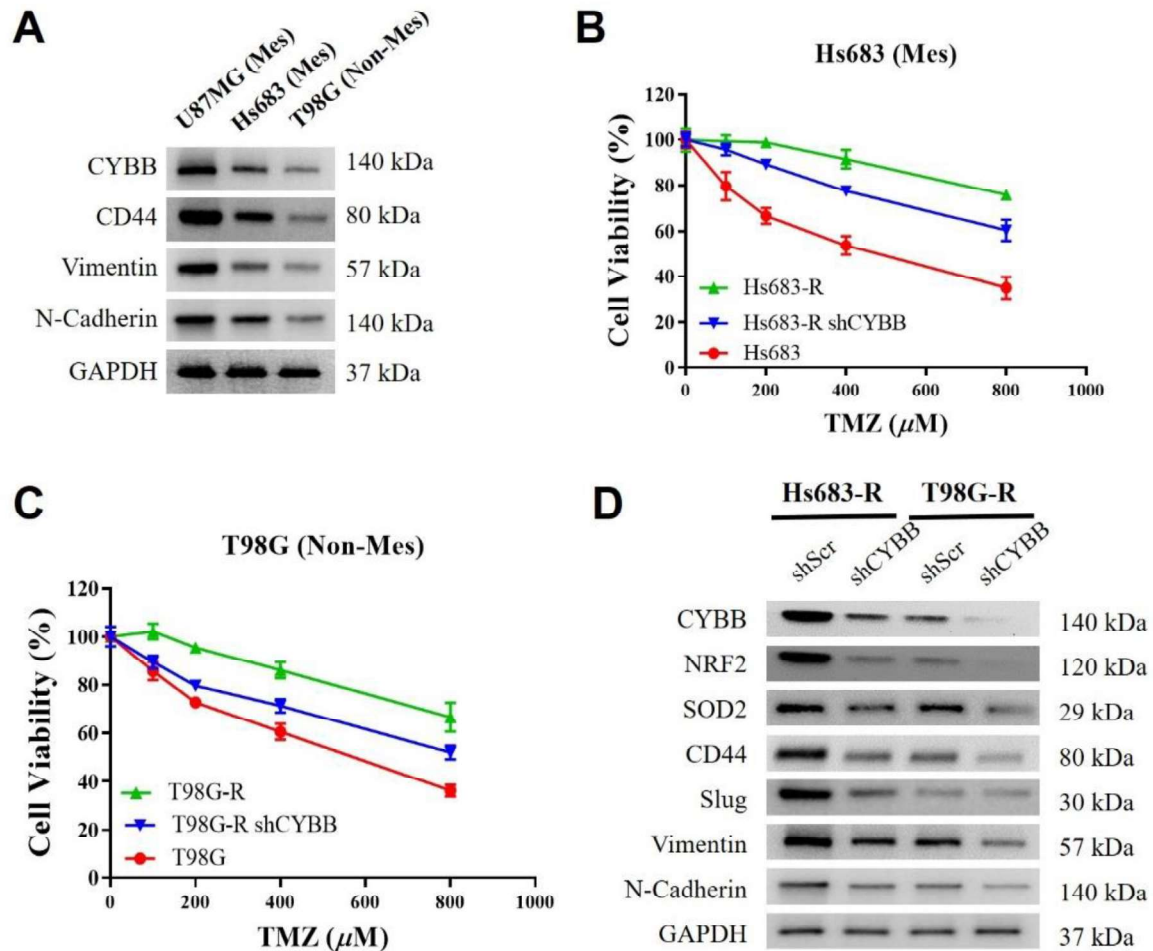 A
U87MG (Mes)
Hs683 (Mes)
T98G (Non-Mes)
CYBB 140 kDa
CD44 80 kDa
Vimentin 57 kDa
N-Cadherin 140 kDa
GAPDH 37 kDa
B
Hs683 (Mes)
120
100
80
60
40
20
0
Cell Viability (%)
Hs683-R
Hs683-R shCYBB
Hs683
0 200 400 600 800 1000
TMZ (μM)
C
T98G (Non-Mes)
120
100
80
60
40
20
0
Cell Viability (%)
T98G-R
T98G-R shCYBB
T98G
0 200 400 600 800 1000
TMZ (μM)
D
Hs683-R T98G-R
shScr shCYBB shScr shCYBB
CYBB 140 kDa
NRF2 120 kDa
SOD2 29 kDa
CD44 80 kDa
Slug 30 kDa
Vimentin 57 kDa
N-Cadherin 140 kDa
GAPDH 37 kDa